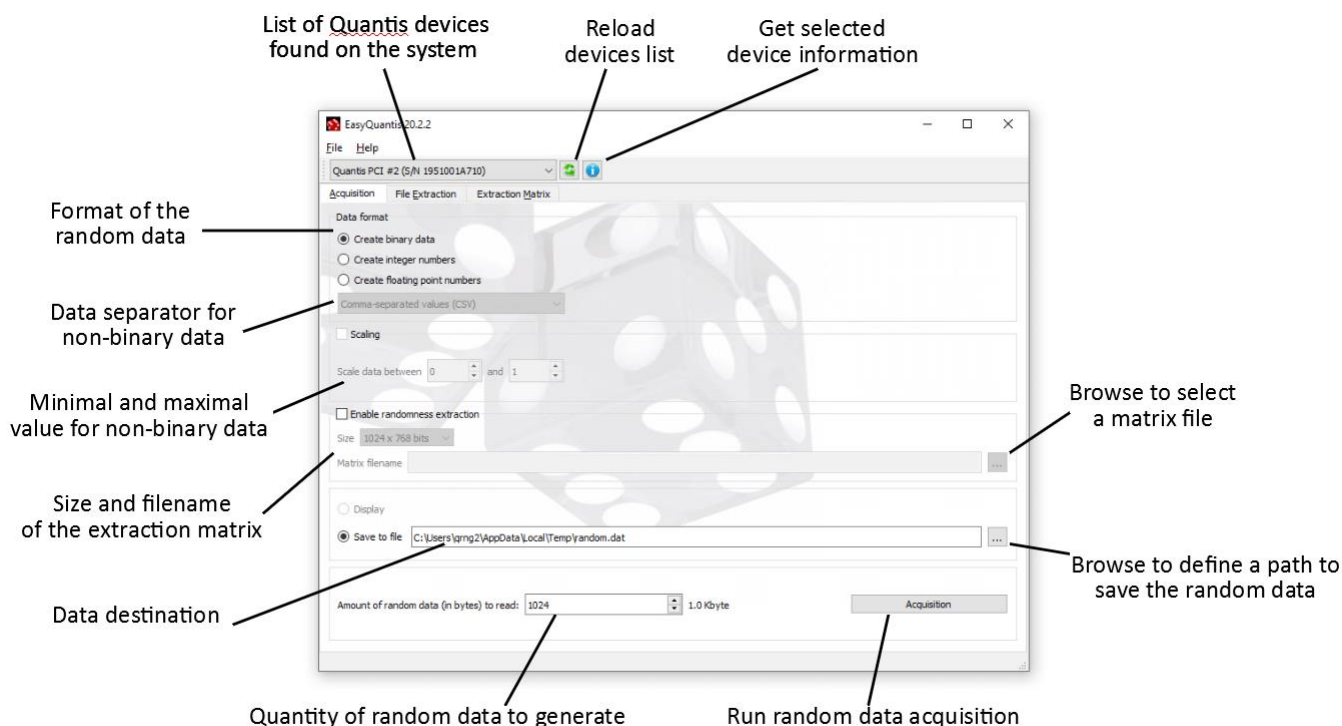 List of Quantis devices
found on the system
Reload
devices list
Get selected
device information
EasyQuantis 20.2.2
File Help
Quantis PCI #2 (S/N 1951001A710)
Acquisition File Extraction Extraction Matrix
Format of the
random data
Data format
Create binary data
Create integer numbers
Create floating point numbers
Comma-separated values (CSV)
Data separator for
non-binary data
Scaling
Scale data between 0 and 1
Minimal and maximal
value for non-binary data
Enable randomness extraction
Size 1024 x 768 bits
Matrix filename ...
Browse to select
a matrix file
Size and filename
of the extraction matrix
Display
Save to file C:\Users\qrng2\AppData\Local\Temp\random.dat ...
Browse to define a path to
save the random data
Data destination
Amount of random data (in bytes) to read: 1024 1.0 Kbyte Acquisition
Quantity of random data to generate
Run random data acquisition